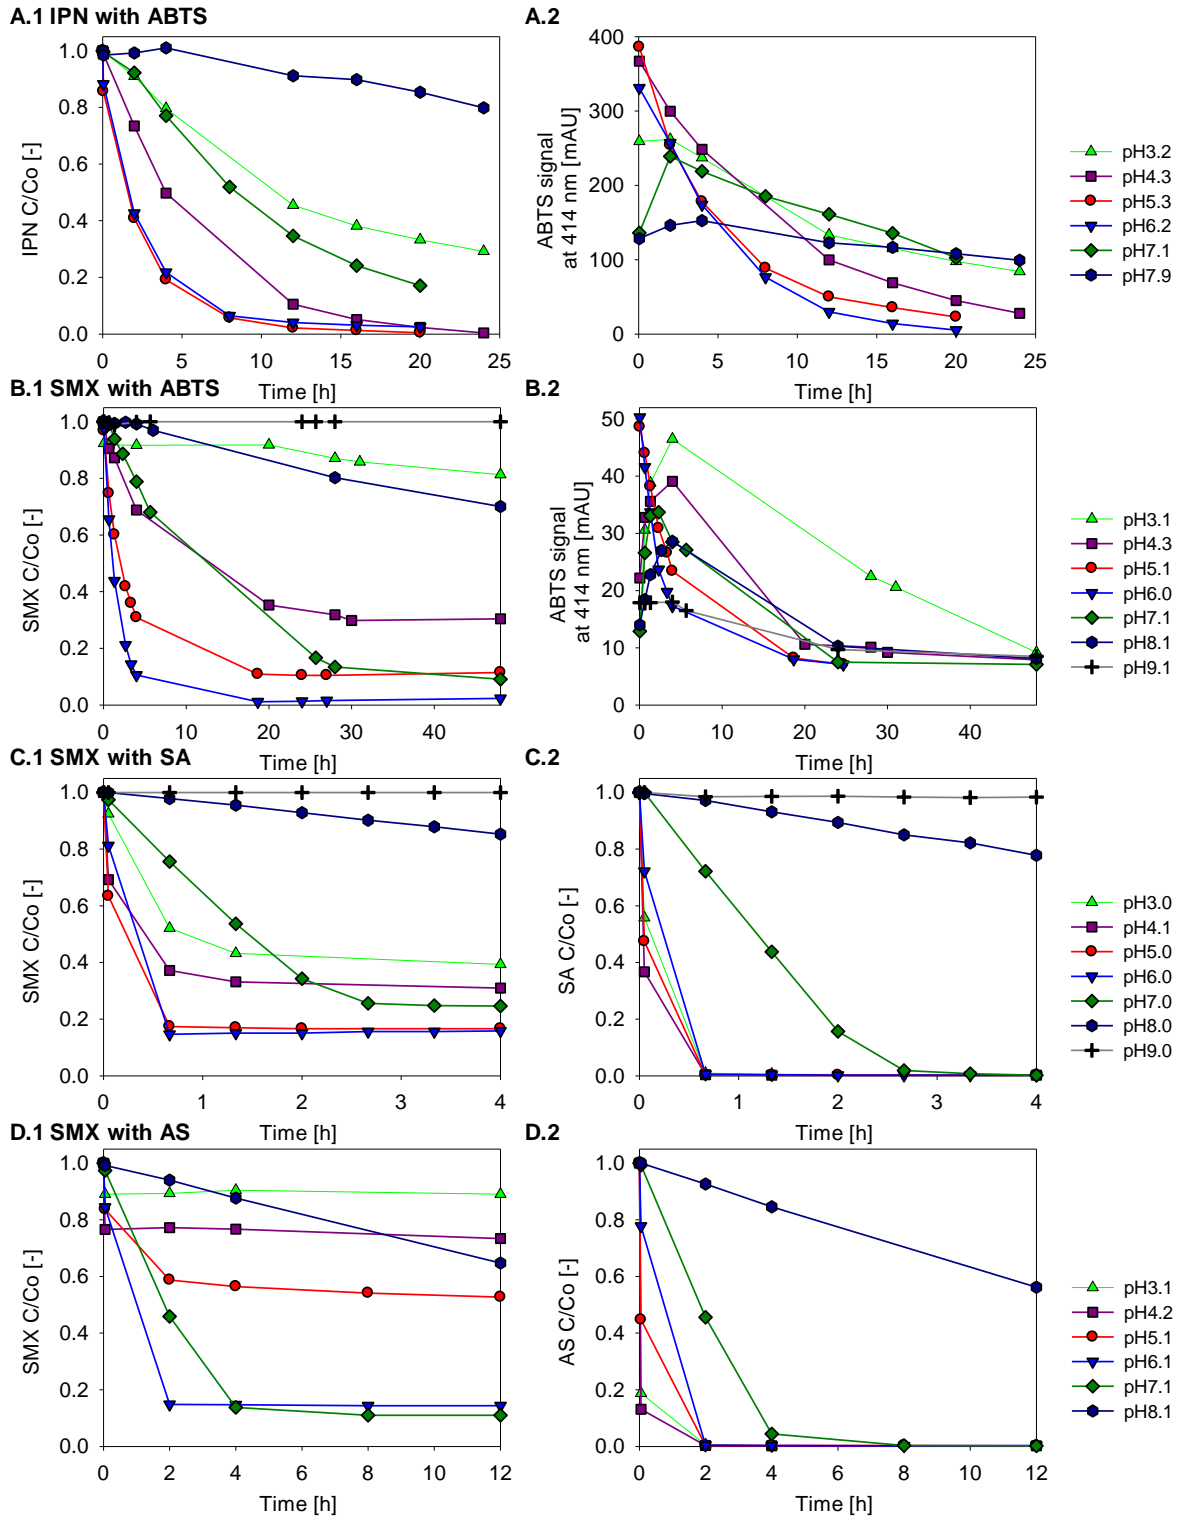 A.1 IPN with ABTS
IPN C/Co [-]
1.0
0.8
0.6
0.4
0.2
0.0
0 5 10 15 20 25
Time [h]
A.2
ABTS signal
at 414 nm [mAU]
400
300
200
100
0
0 5 10 15 20 25
Time [h]
pH3.2
pH4.3
pH5.3
pH6.2
pH7.1
pH7.9
B.1 SMX with ABTS
SMX C/Co [-]
1.0
0.8
0.6
0.4
0.2
0.0
0 10 20 30 40
Time [h]
B.2
ABTS signal
at 414 nm [mAU]
50
40
30
20
10
0
0 10 20 30 40
Time [h]
pH3.1
pH4.3
pH5.1
pH6.0
pH7.1
pH8.1
pH9.1
C.1 SMX with SA
SMX C/Co [-]
1.0
0.8
0.6
0.4
0.2
0.0
0 1 2 3 4
Time [h]
C.2
SA C/Co [-]
1.0
0.8
0.6
0.4
0.2
0.0
0 1 2 3 4
Time [h]
pH3.0
pH4.1
pH5.0
pH6.0
pH7.0
pH8.0
pH9.0
D.1 SMX with AS
SMX C/Co [-]
1.0
0.8
0.6
0.4
0.2
0.0
0 2 4 6 8 10 12
Time [h]
D.2
AS C/Co [-]
1.0
0.8
0.6
0.4
0.2
0.0
0 2 4 6 8 10 12
Time [h]
pH3.1
pH4.2
pH5.1
pH6.1
pH7.1
pH8.1